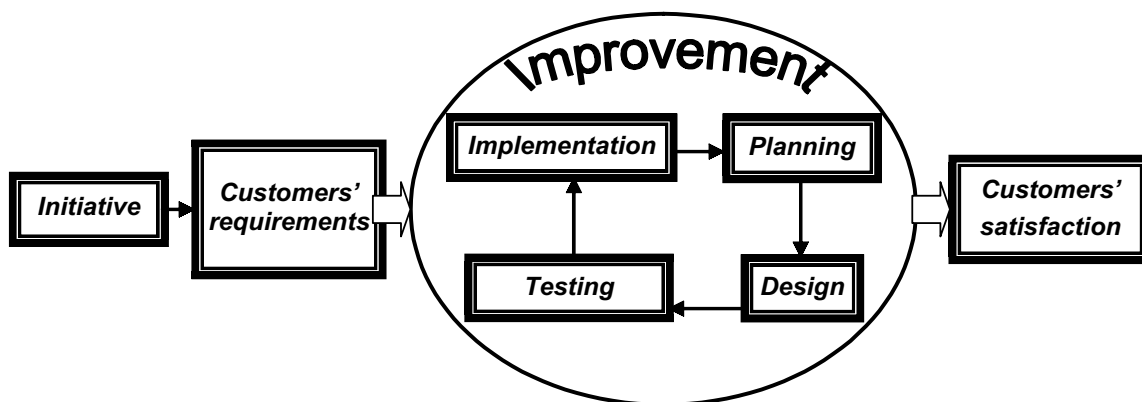 Improvement
Initiative
Customers’
requirements
Implementation
Planning
Testing
Design
Customers’
satisfaction